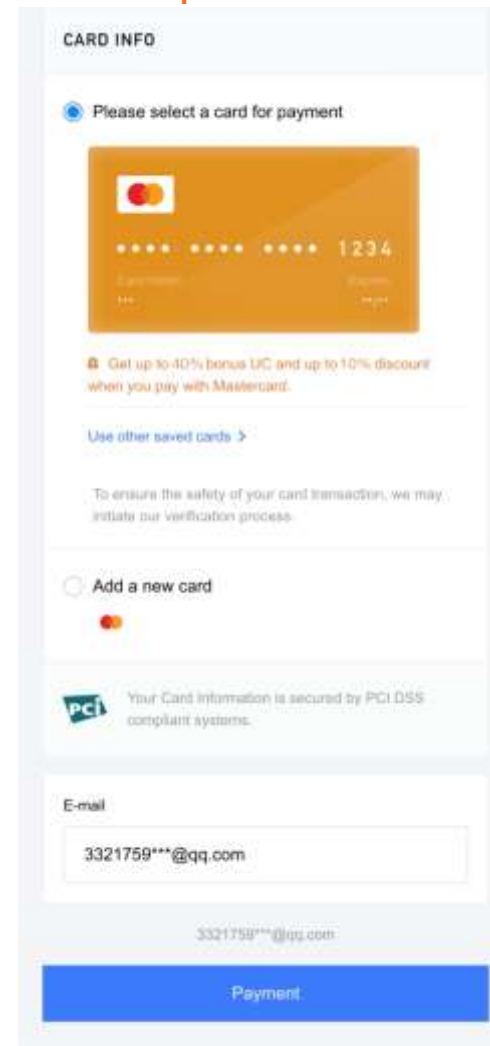 CARD INFO
Please select a card for payment
•••• •••• •••• 1234
Card Holder
Expires
***
**/**
Get up to 40% bonus UC and up to 10% discount
when you pay with Mastercard.
Use other saved cards >
To ensure the safety of your card transaction, we may
initiate our verification process.
Add a new card
PCI
Your Card Information is secured by PCI DSS
compliant systems.
E-mail
3321759***@qq.com
3321759***@qq.com
Payment